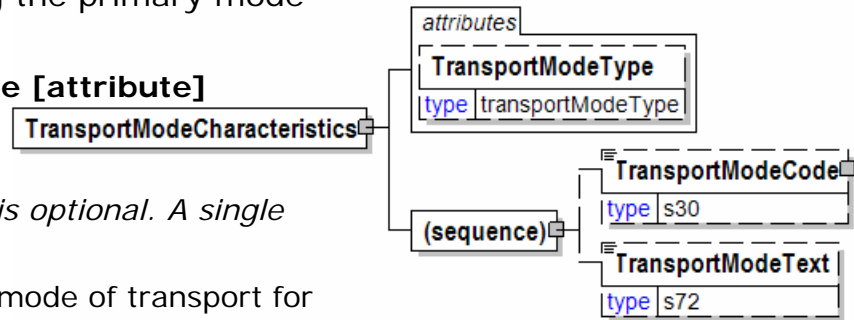 g the primary mode
e [attribute]
is optional. A single
mode of transport for
TransportModeCharacteristics
attributes
TransportModeType
type transportModeType
(sequence)
TransportModeCode
type s30
TransportModeText
type s72